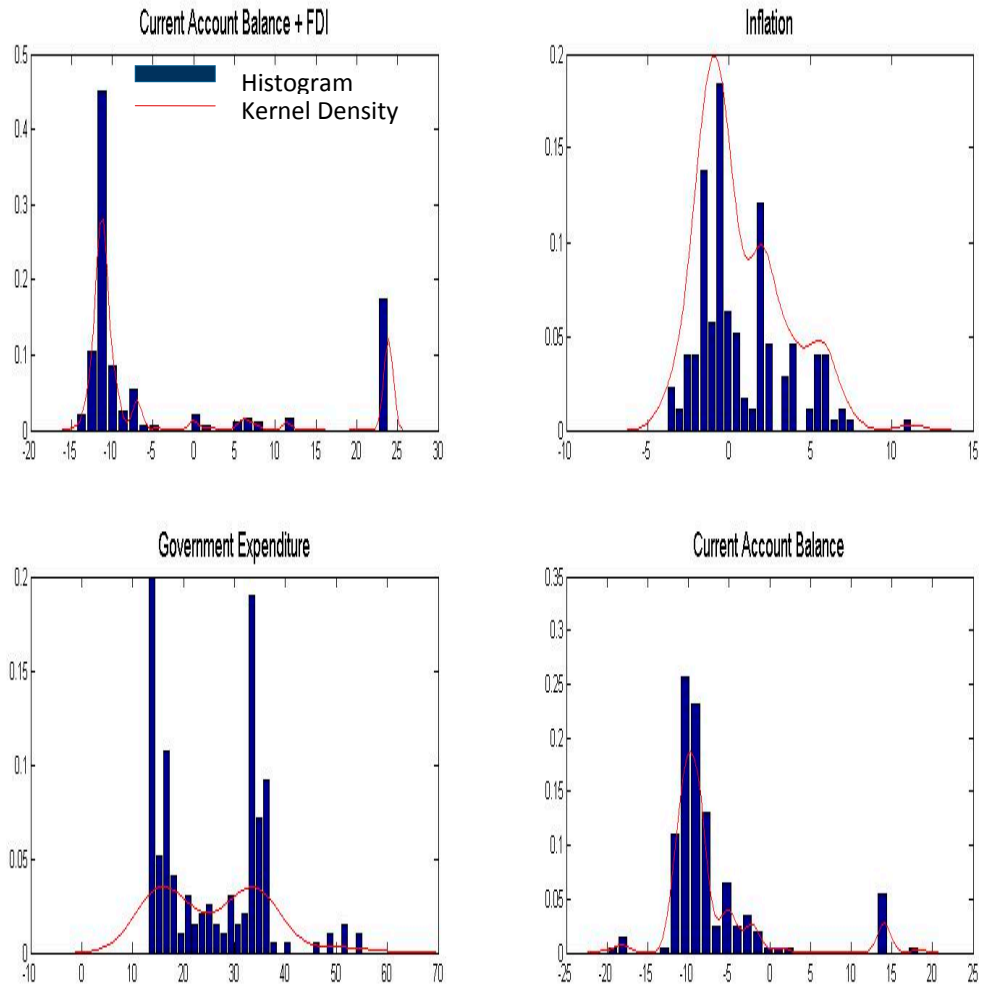 Current Account Balance + FDI
0.5
0.4
0.3
0.2
0.1
0
-20 -15 -10 -5 0 5 10 15 20 25 30
Histogram
Kernel Density
Inflation
0.2
0.15
0.1
0.05
0
-10 -5 0 5 10 15
Government Expenditure
0.2
0.15
0.1
0.05
0
-10 0 10 20 30 40 50 60 70
Current Account Balance
0.35
0.3
0.25
0.2
0.15
0.1
0.05
0
-25 -20 -15 -10 -5 0 5 10 15 20 25